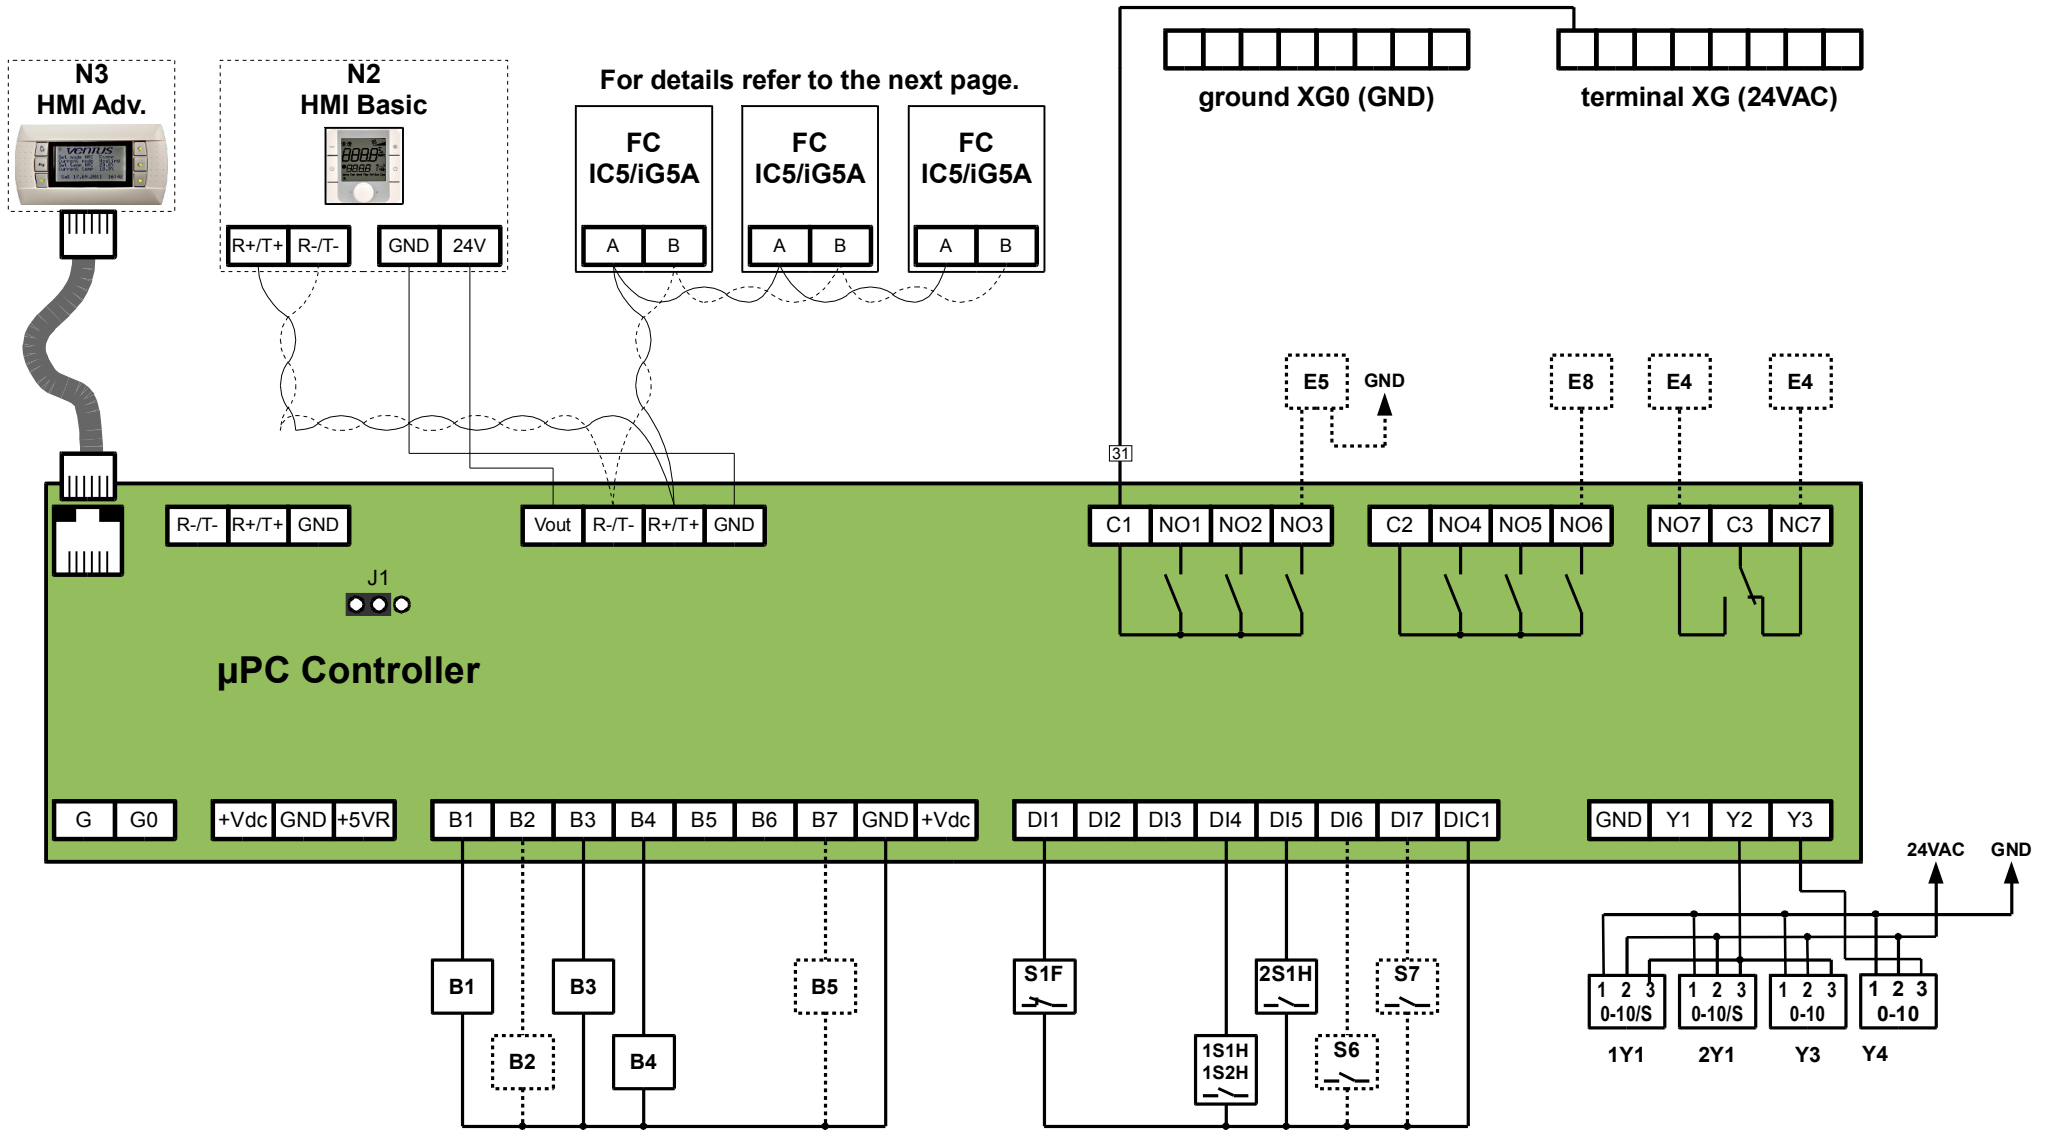 N3
HMI Adv.
N2
HMI Basic
For details refer to the next page.
ground XG0 (GND)
terminal XG (24VAC)
VENTUS
FC
IC5/iG5A
FC
IC5/iG5A
FC
IC5/iG5A
R+/T+ R-/T- GND 24V
A B
A B
A B
E5
GND
E8
E4
E4
31
R-/T- R+/T+ GND
Vout R-/T- R+/T+ GND
C1 NO1 NO2 NO3
C2 NO4 NO5 NO6
NO7 C3 NC7
J1
µPC Controller
G G0
+Vdc GND +5VR
B1 B2 B3 B4 B5 B6 B7 GND +Vdc
DI1 DI2 DI3 DI4 DI5 DI6 DI7 DIC1
GND Y1 Y2 Y3
24VAC GND
B1
B3
B5
B2
B4
S1F
2S1H
S7
1S1H
1S2H
S6
1 2 3
0-10/S
1 2 3
0-10/S
1 2 3
0-10
1 2 3
0-10
1Y1
2Y1
Y3
Y4